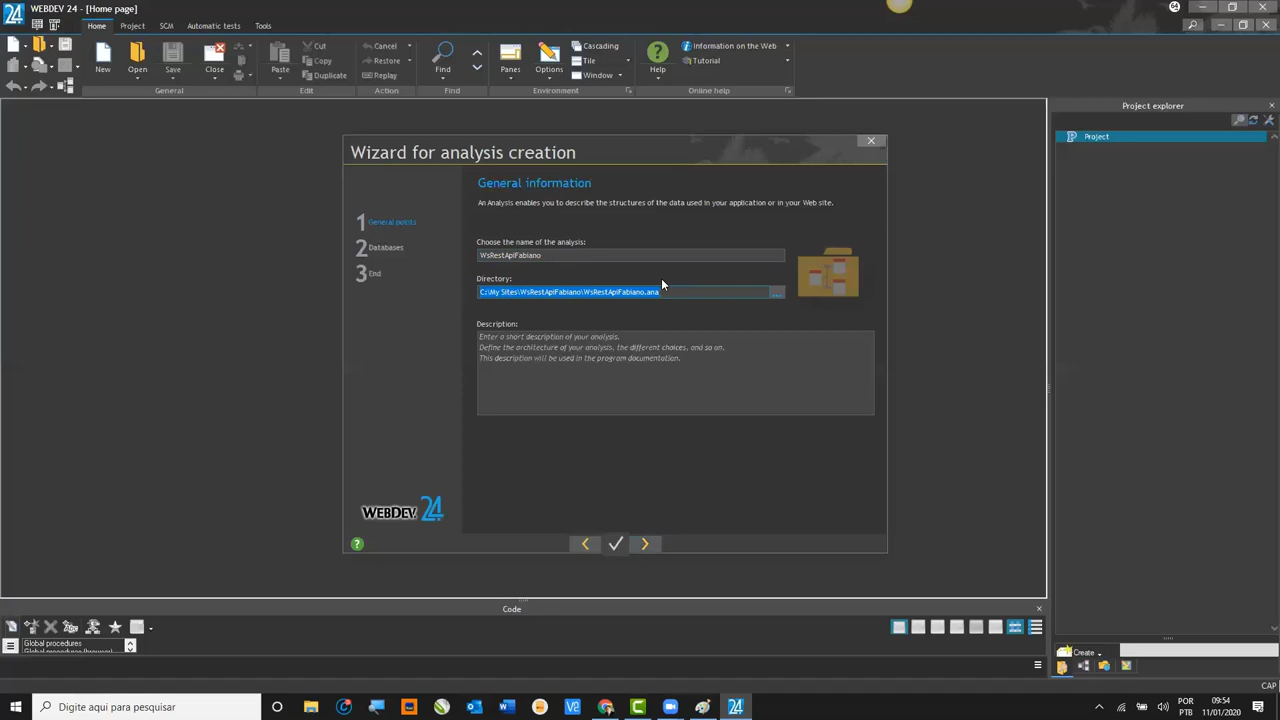 WEBDEV 24 - [Home page]
64
Home Project SCM Automatic tests Tools
New Open Save Close
Paste Cut Copy Duplicate
Cancel Restore Replay
Find
Panes Options Cascading Tile Window
Help Information on the Web Tutorial
General Edit Action Find Environment Online help
Project explorer
Project
Wizard for analysis creation
General information
An Analysis enables you to describe the structures of the data used in your application or in your Web site.
1 General points
2 Databases
3 End
Choose the name of the analysis:
WsRestApiFabiano
Directory:
C:\My Sites\WsRestApiFabiano\WsRestApiFabiano.ana
...
Description:
Enter a short description of your analysis.
Define the architecture of your analysis, the different choices, and so on.
This description will be used in the program documentation.
WEBDEV 24
Code
Global procedures
Global procedures (browser)
Create
CAP
Digite aqui para pesquisar
POR
PTB
09:54
11/01/2020